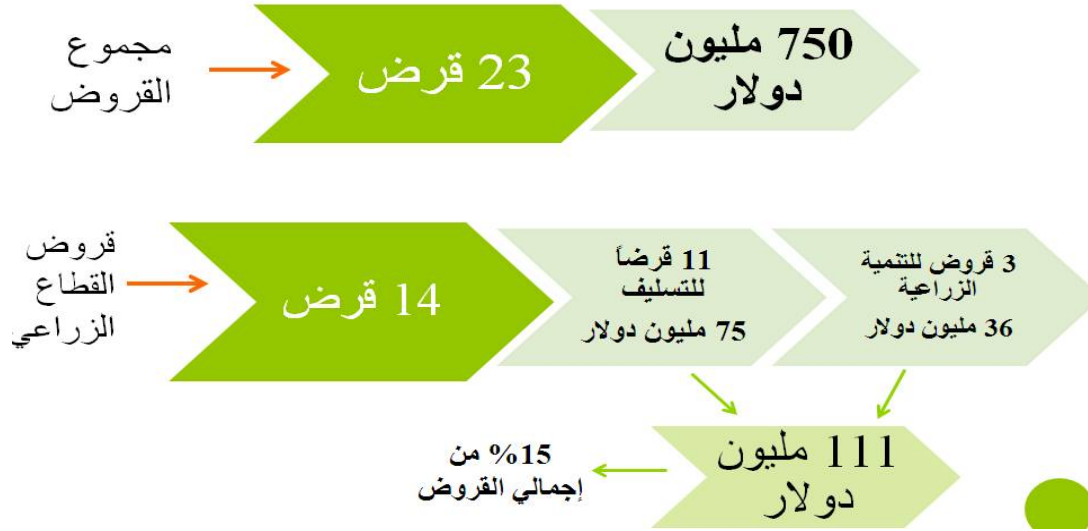 مجموع
القروض
23 قرض
750 مليون
دولار
قروض
القطاع
الزراعي
14 قرض
11 قرضاً
للتسليف
75 مليون دولار
3 قروض للتنمية
الزراعية
36 مليون دولار
111 مليون
دولار
15% من
إجمالي القروض